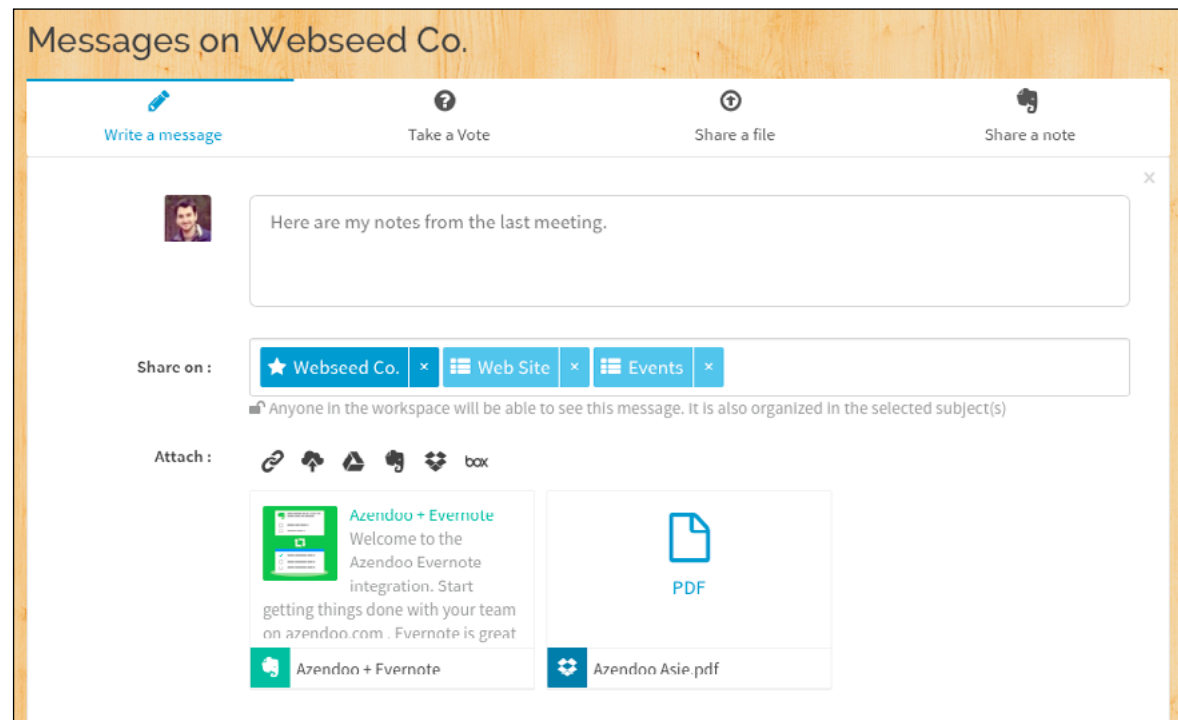 Messages on Webseed Co.
Write a message
Take a Vote
Share a file
Share a note
×
Here are my notes from the last meeting.
Share on :
Webseed Co. ×
Web Site ×
Events ×
Anyone in the workspace will be able to see this message. It is also organized in the selected subject(s)
Attach :
box
Azendoo + Evernote
Welcome to the
Azendoo Evernote
integration. Start
getting things done with your team
on azendoo.com . Evernote is great
Azendoo + Evernote
PDF
Azendoo Asie.pdf